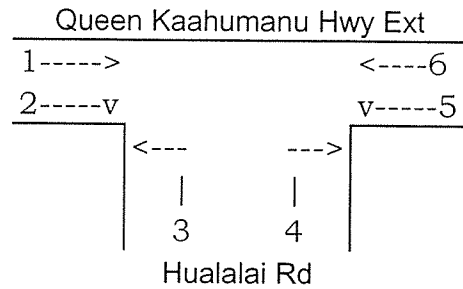 Queen Kaahumanu Hwy Ext
1-----> <----6
2-----v v-----5
<--- --->
| |
3 4
Hualalai Rd